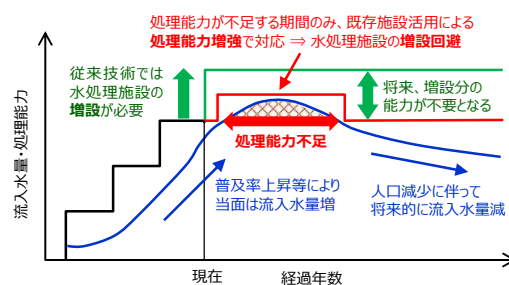 処理能力が不足する期間のみ、既存施設活用による
処理能力増強で対応 ⇒ 水処理施設の増設回避
従来技術では
水処理施設の
増設が必要
将来、増設分の
能力が不要となる
処理能力不足
普及率上昇等により
当面は流入水量増
人口減少に伴って
将来的に流入水量減
流入水量・処理能力
現在
経過年数